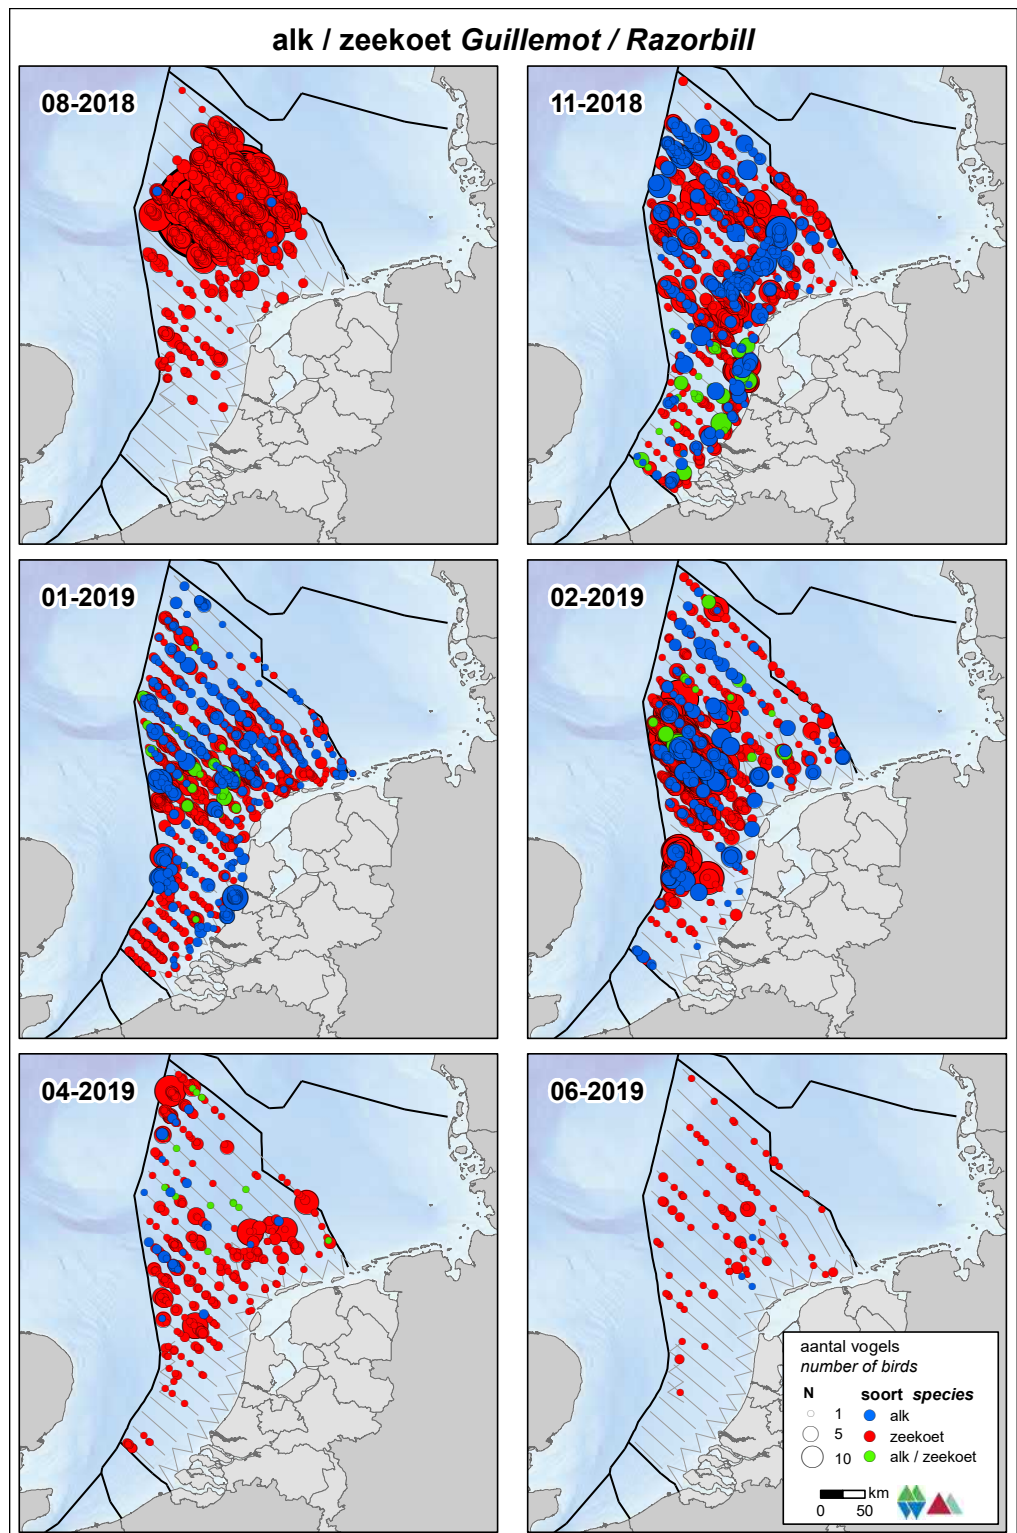 alk / zeekoet Guillemot / Razorbill
08-2018
11-2018
01-2019
02-2019
04-2019
06-2019
aantal vogels
number of birds
N soort species
1 alk
5 zeekoet
10 alk / zeekoet
km
0 50